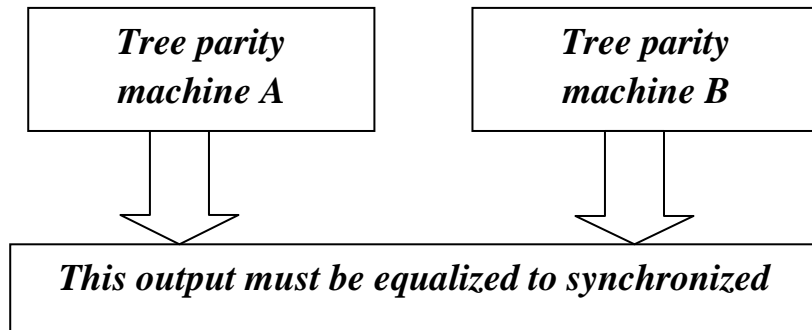 Tree parity
machine A
Tree parity
machine B
This output must be equalized to synchronized